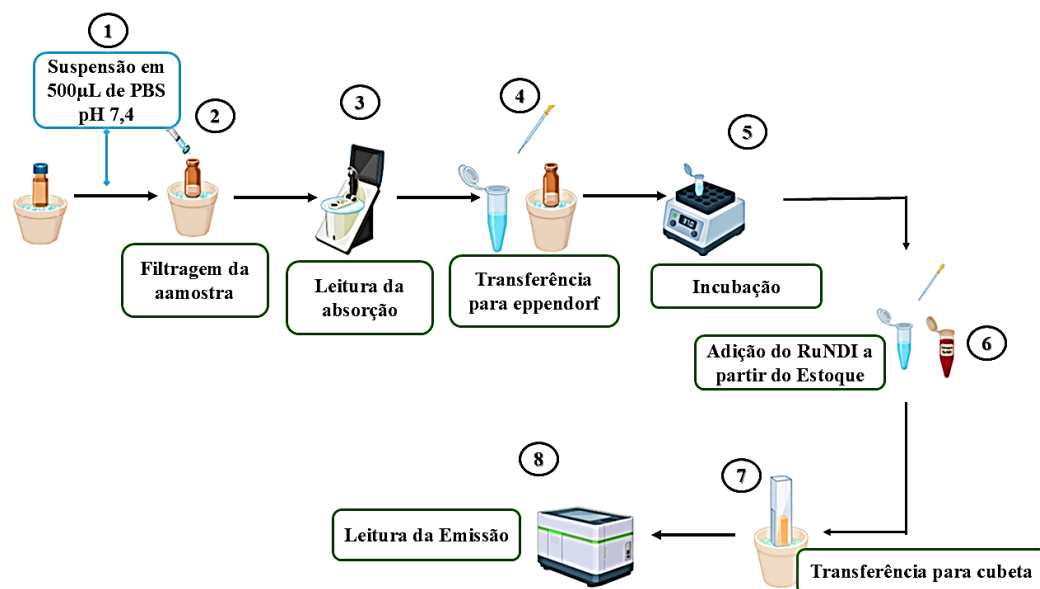 1
Suspensão em
500µL de PBS
pH 7,4
2
Filtragem da
aamostra
3
Leitura da
absorção
4
Transferência
para eppendorf
5
37.0
Incubação
6
Adição do RuNDI a
partir do Estoque
7
Transferência para cubeta
8
Leitura da Emissão